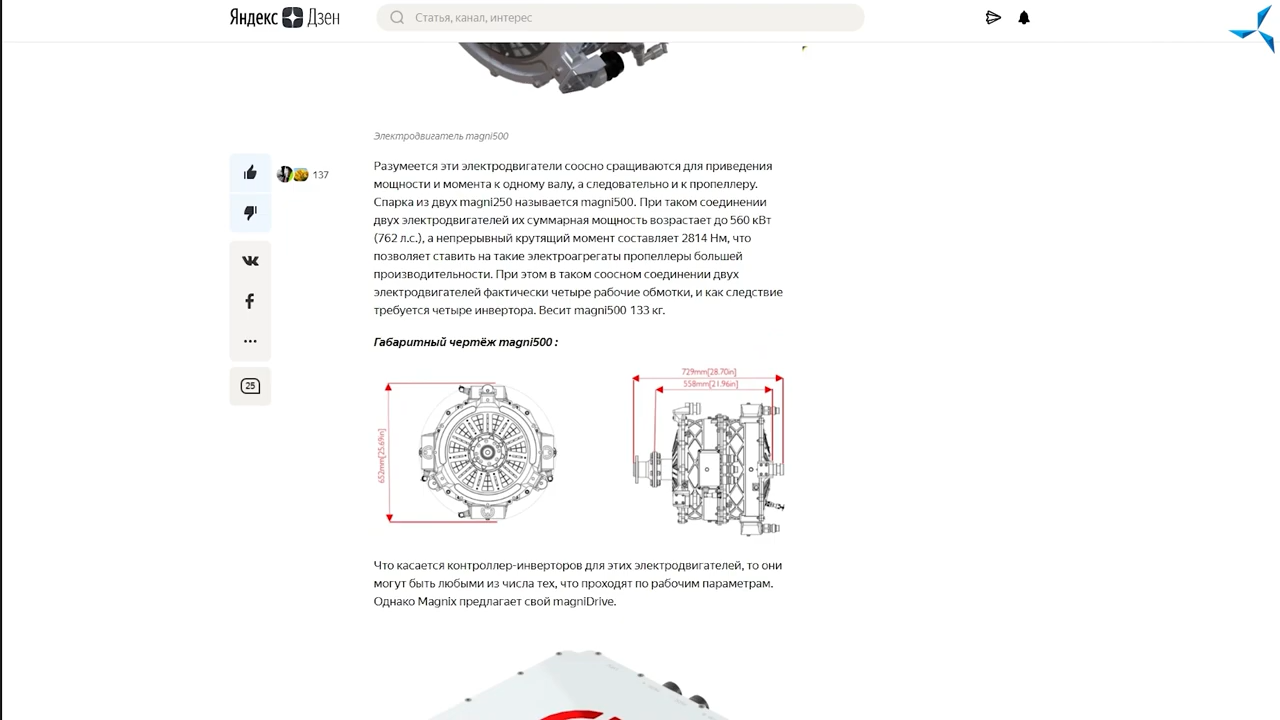 Яндекс Дзен
Статья, канал, интерес
Электродвигатель magni500
137
Разумеется эти электродвигатели соосно сращиваются для приведения
мощности и момента к одному валу, а следовательно и к пропеллеру.
Спарка из двух magni250 называется magni500. При таком соединении
двух электродвигателей их суммарная мощность возрастает до 560 кВт
(762 л.с.), а непрерывный крутящий момент составляет 2814 Нм, что
позволяет ставить на такие электроагрегаты пропеллеры большей
производительности. При этом в таком соосном соединении двух
электродвигателей фактически четыре рабочие обмотки, и как следствие
требуется четыре инвертора. Весит magni500 133 кг.
Габаритный чертёж magni500 :
25
729mm[28.70in]
558mm[21.96in]
652mm[25.69in]
Что касается контроллер-инверторов для этих электродвигателей, то они
могут быть любыми из числа тех, что проходят по рабочим параметрам.
Однако Magnix предлагает свой magniDrive.